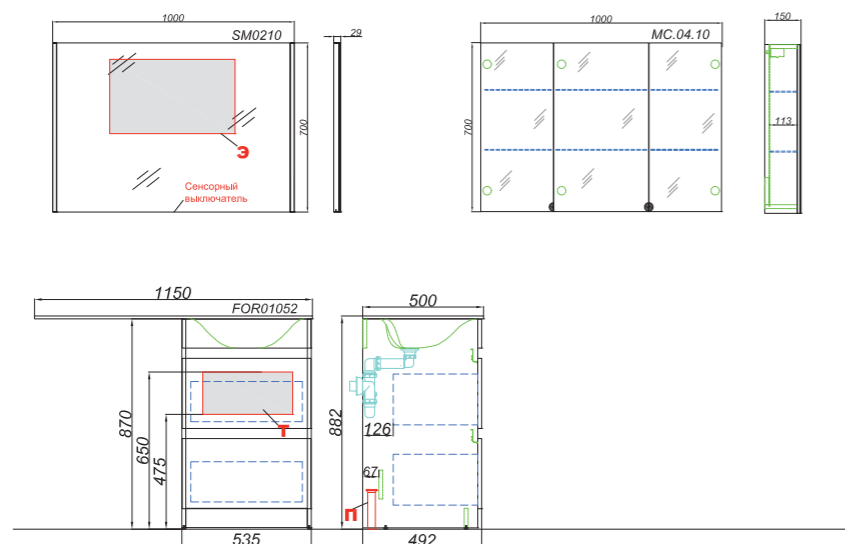 1000
SM0210
29
700
Э
Сенсорный
выключатель
1000
MC.04.10
700
150
113
1150
FOR01052
870
650
475
Т
535
500
882
126
67
П
492